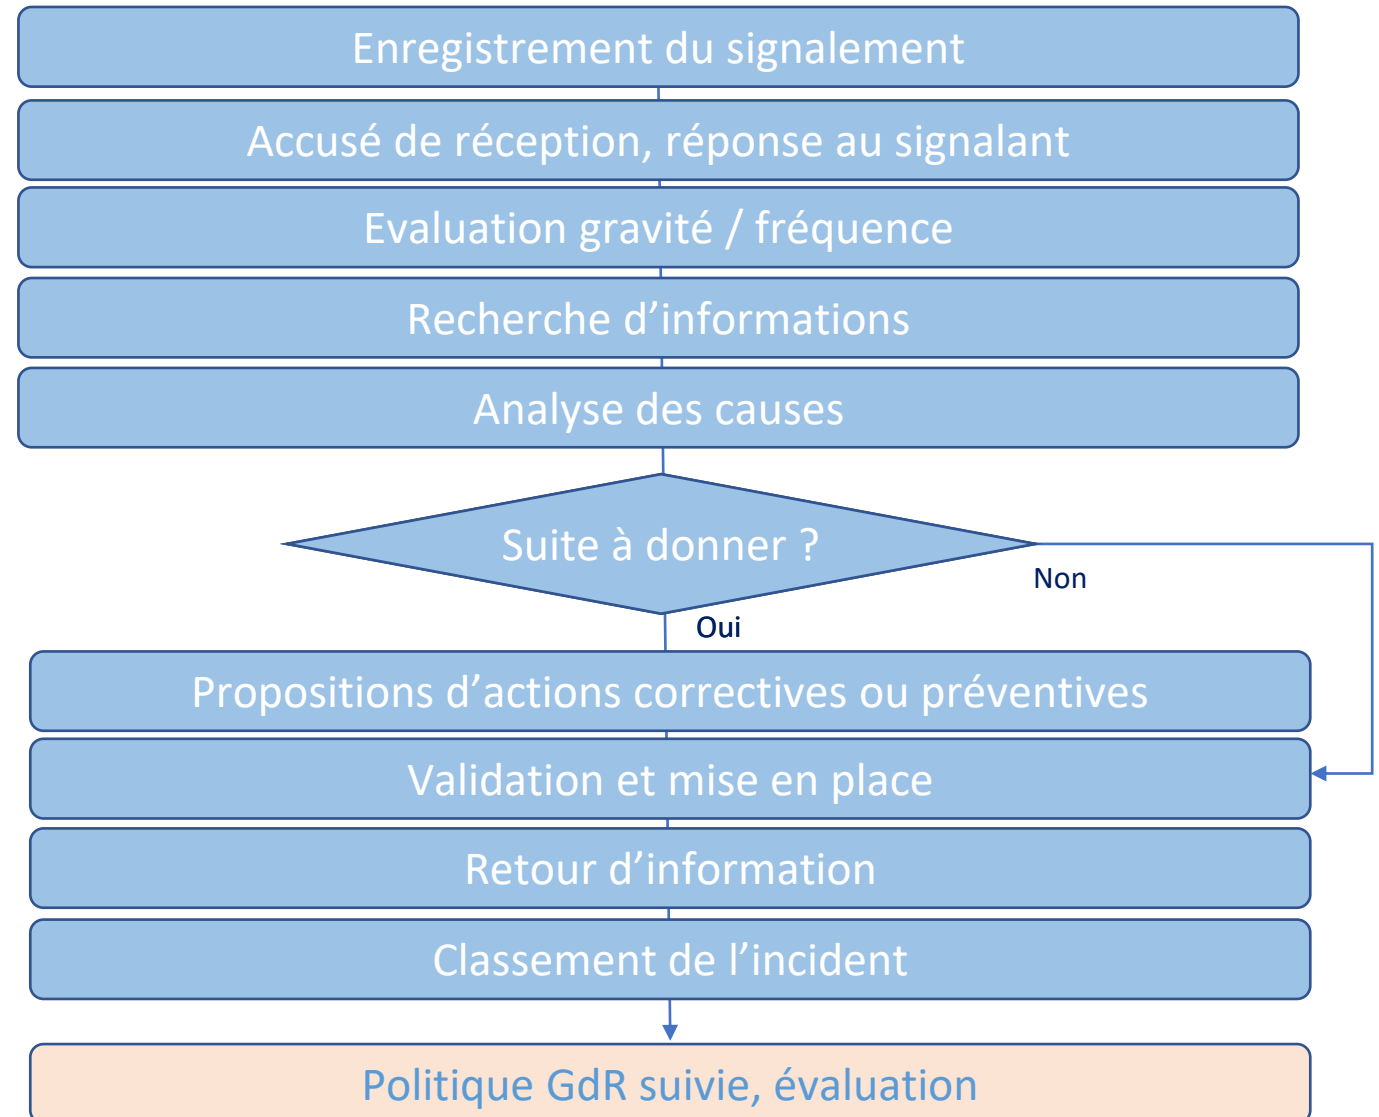 Enregistrement du signalement
Accusé de réception, réponse au signalant
Evaluation gravité / fréquence
Recherche d’informations
Analyse des causes
Suite à donner ?
Non
Oui
Propositions d’actions correctives ou préventives
Validation et mise en place
Retour d’information
Classement de l’incident
Politique GdR suivie, évaluation